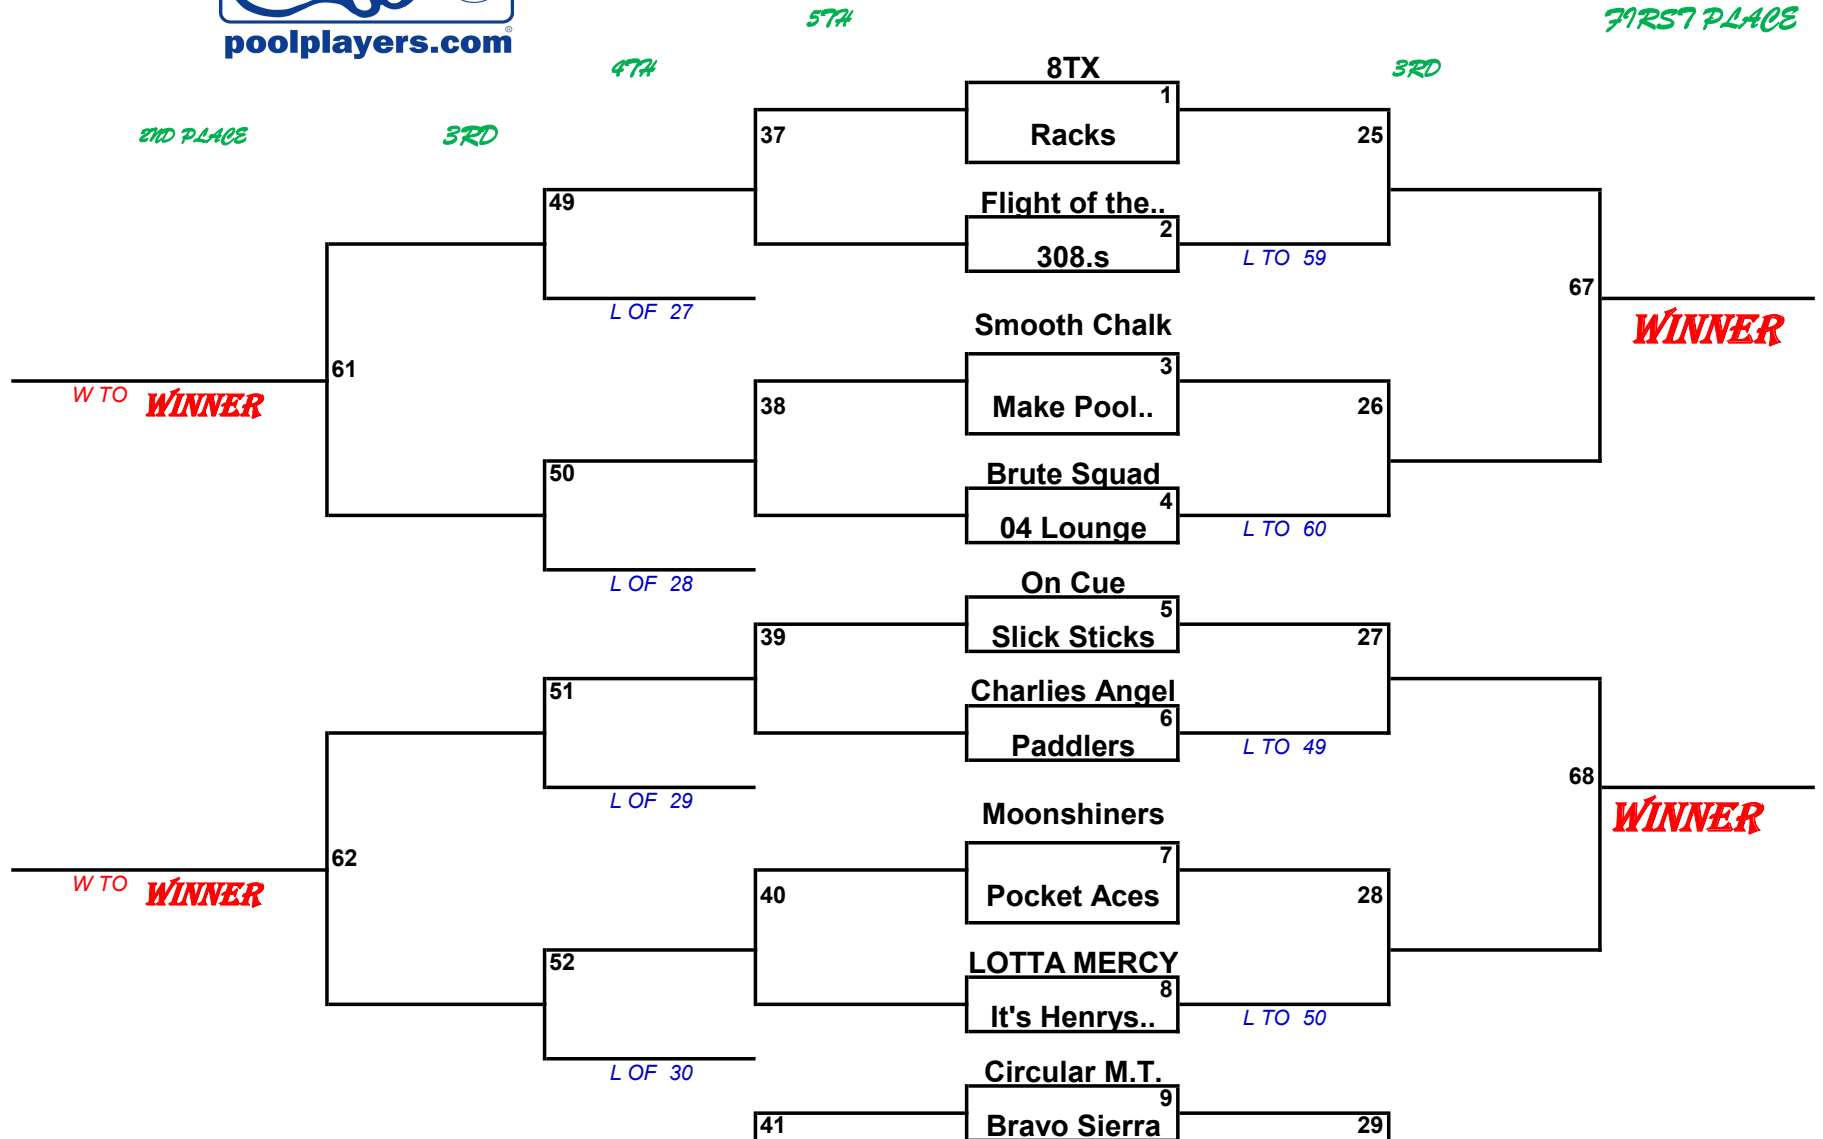 5TH
FIRST PLACE
poolplayers.com®
4TH
8TX
3RD
1
2ND PLACE
3RD
37
Racks
25
49
Flight of the..
2
308.s
L TO 59
67
L OF 27
Smooth Chalk
WINNER
61
3
W TO WINNER
38
Make Pool..
26
50
Brute Squad
4
04 Lounge
L TO 60
L OF 28
On Cue
5
39
Slick Sticks
27
51
Charlies Angel
6
Paddlers
L TO 49
68
L OF 29
Moonshiners
WINNER
62
7
W TO WINNER
40
Pocket Aces
28
52
LOTTA MERCY
8
It's Henrys..
L TO 50
L OF 30
Circular M.T.
9
41
Bravo Sierra
29